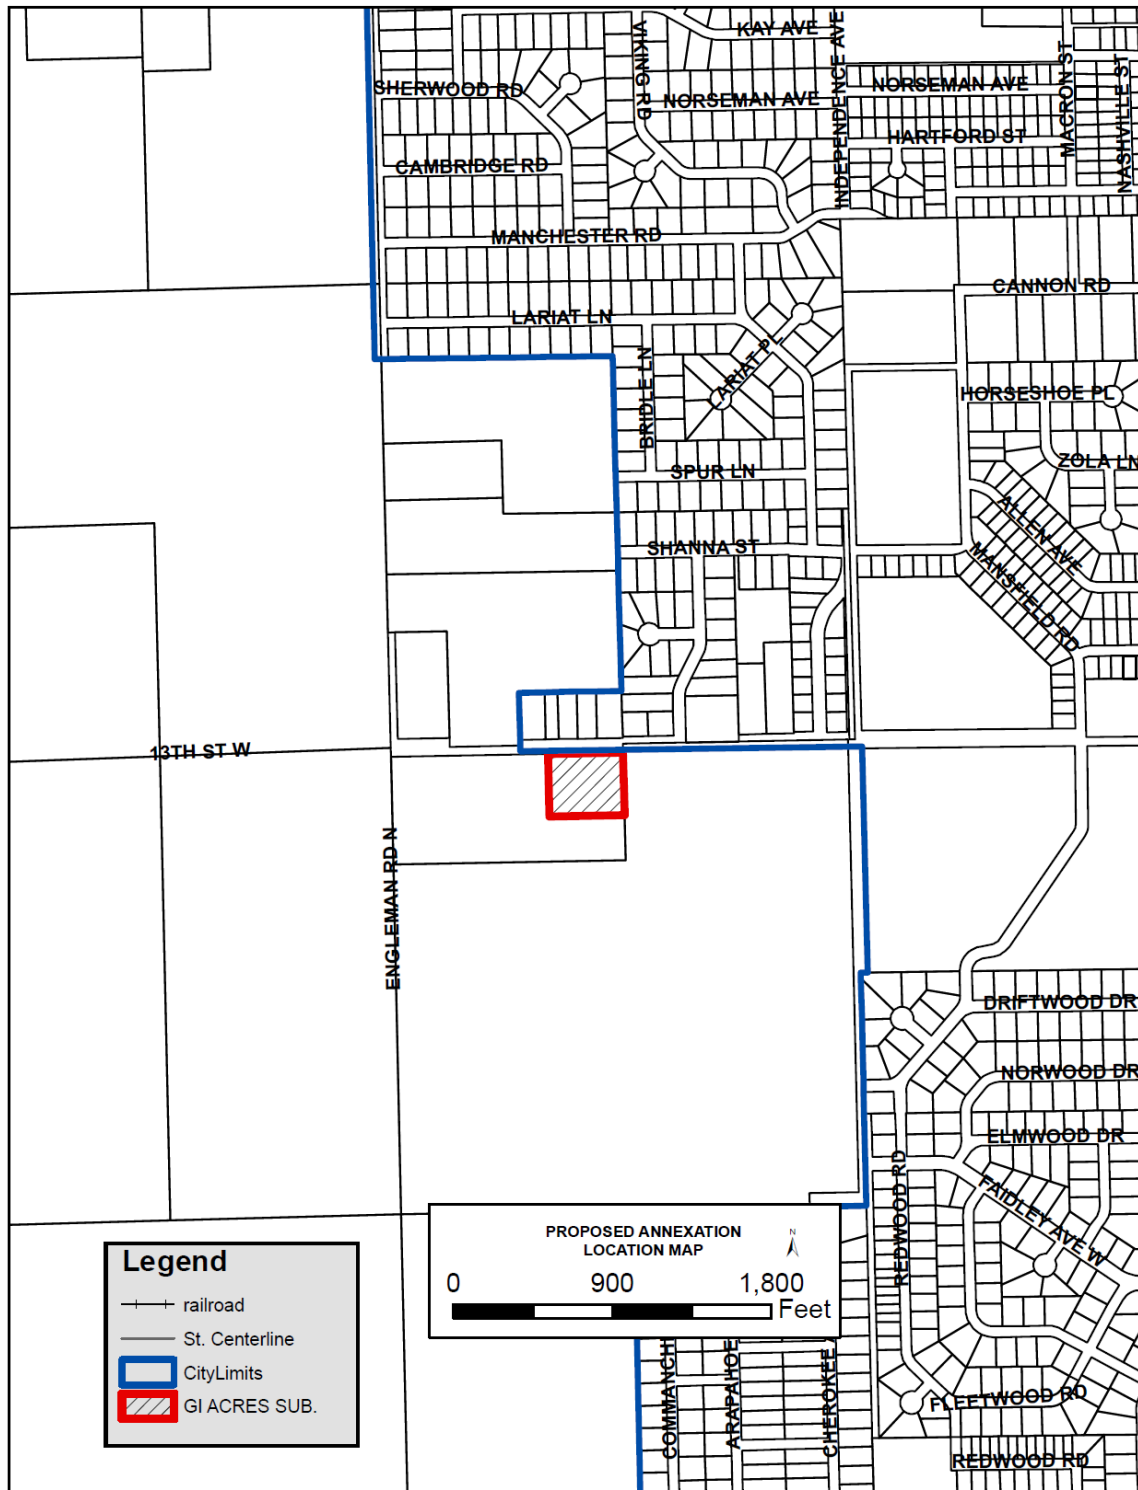 KAY AVE
VIKING RD
INDEPENDENCE AVE
MACRON ST
NASHVILLE ST
SHERWOOD RD
NORSEMAN AVE
NORSEMAN AVE
HARTFORD ST
CAMBRIDGE RD
MANCHESTER RD
CANNON RD
LARIAT LN
LARIAT PL
BRIDLE LN
HORSESHOE PL
SPUR LN
ZOLA LN
ALLEN AVE
SHANNA ST
MANSFIELD RD
13TH ST W
ENGLEMAN RD N
DRIFTWOOD DR
NORWOOD DR
ELMWOOD DR
REDWOOD RD
FAIDLEY AVE W
PROPOSED ANNEXATION
LOCATION MAP
N
0 900 1,800
Feet
Legend
railroad
St. Centerline
CityLimits
GI ACRES SUB.
COMMANCH
ARAPAHOE
CHEROKEE
FLEETWOOD RD
REDWOOD RD